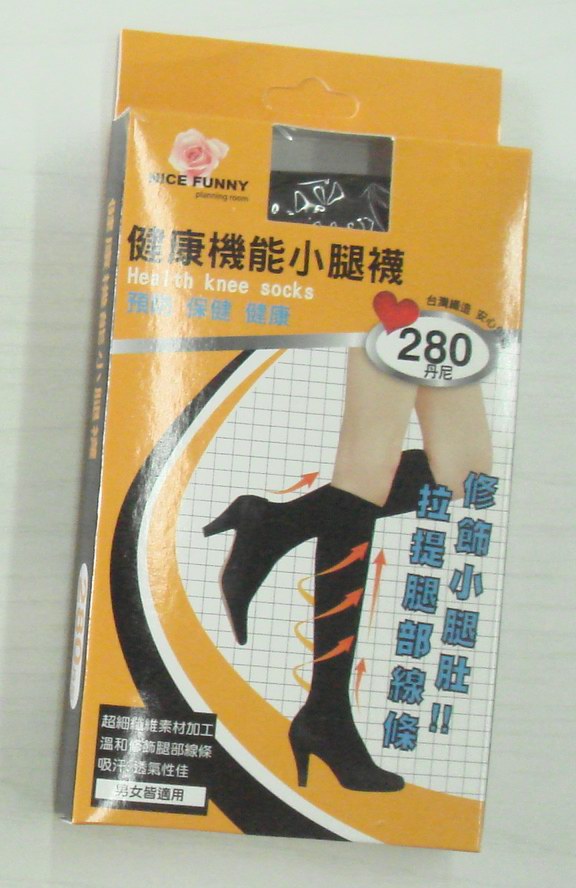 NICE FUNNY
planning room
健康機能小腿襪
Health knee socks
預防 保健 健康
台灣織造 安心
280
丹尼
修飾小腿肚!!
拉提腿部線條
超細纖維素材加工
溫和修飾腿部線條
吸汗.透氣性佳
男女皆適用
280